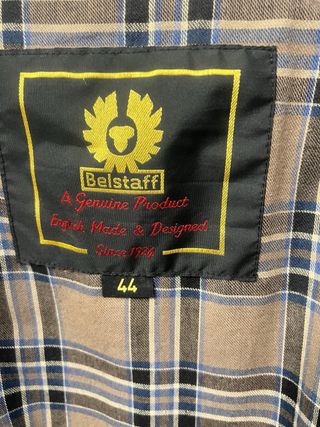 Belstaff
A Genuine Product
English Made & Designed
Since 1924
44